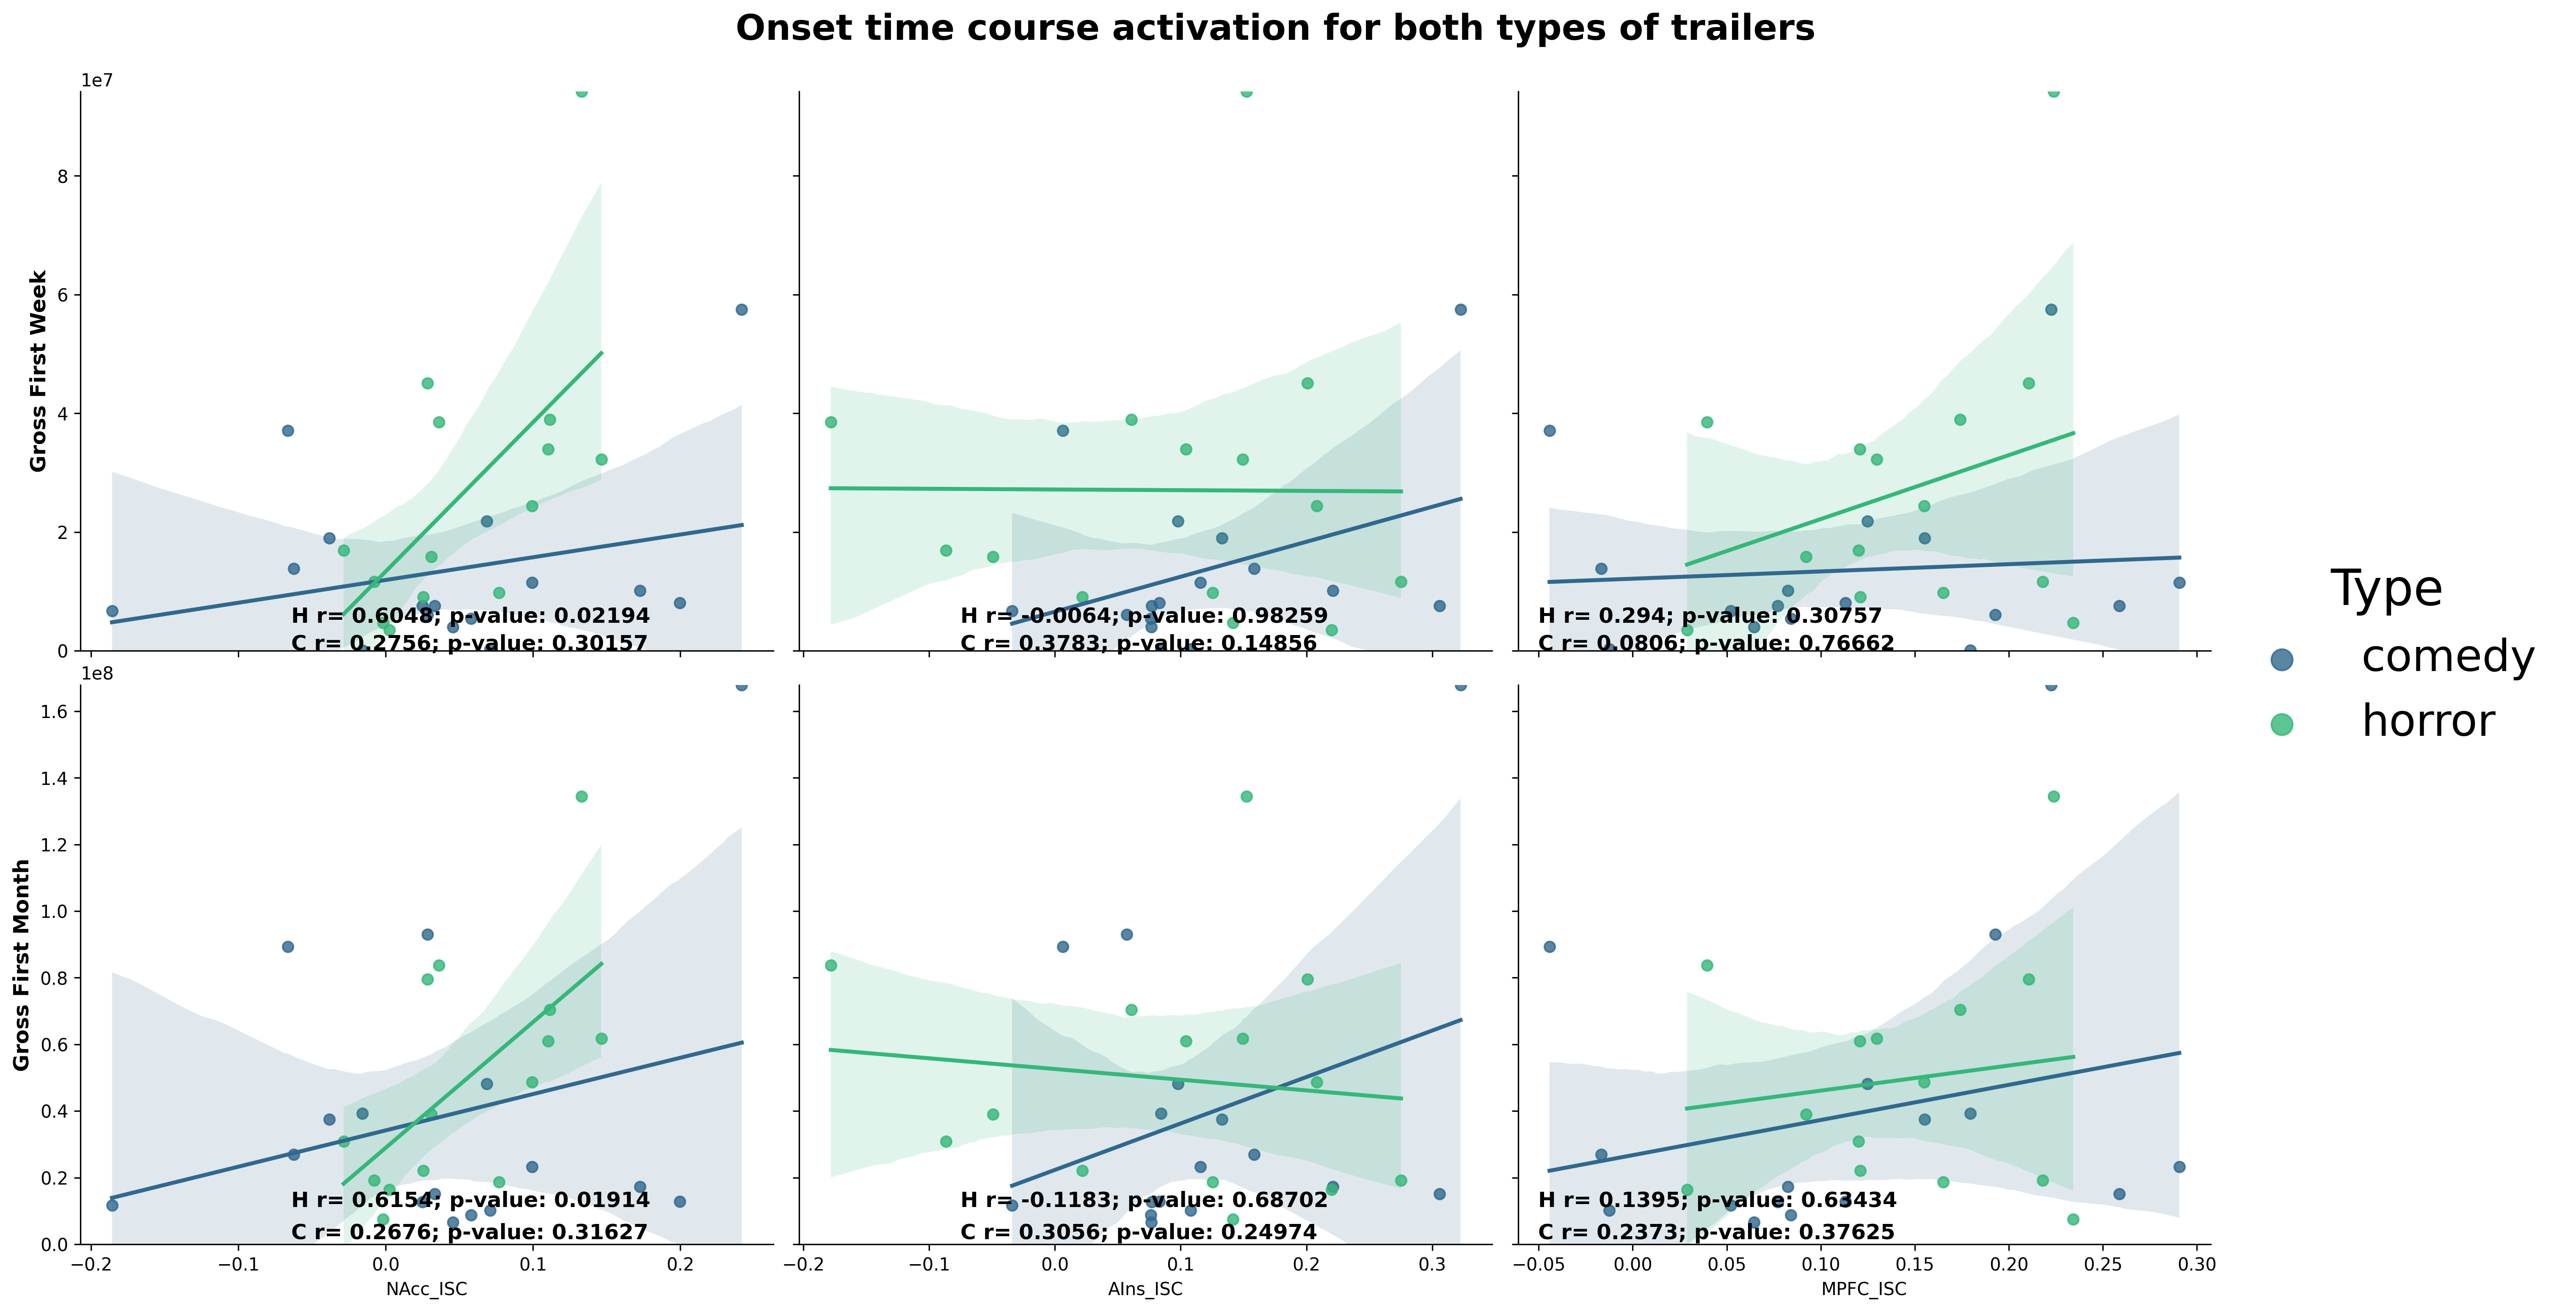 Onset time course activation for both types of trailers
1e7
Gross First Week
8
6
4
2
0
H r= 0.6048; p-value: 0.02194
C r= 0.2756; p-value: 0.30157
H r= -0.0064; p-value: 0.98259
C r= 0.3783; p-value: 0.14856
H r= 0.294; p-value: 0.30757
C r= 0.0806; p-value: 0.76662
Type
comedy
horror
1e8
Gross First Month
1.6
1.4
1.2
1.0
0.8
0.6
0.4
0.2
0.0
H r= 0.6154; p-value: 0.01914
C r= 0.2676; p-value: 0.31627
H r= -0.1183; p-value: 0.68702
C r= 0.3056; p-value: 0.24974
H r= 0.1395; p-value: 0.63434
C r= 0.2373; p-value: 0.37625
−0.2 −0.1 0.0 0.1 0.2
NAcc_ISC
−0.2 −0.1 0.0 0.1 0.2 0.3
AIns_ISC
−0.05 0.00 0.05 0.10 0.15 0.20 0.25 0.30
MPFC_ISC